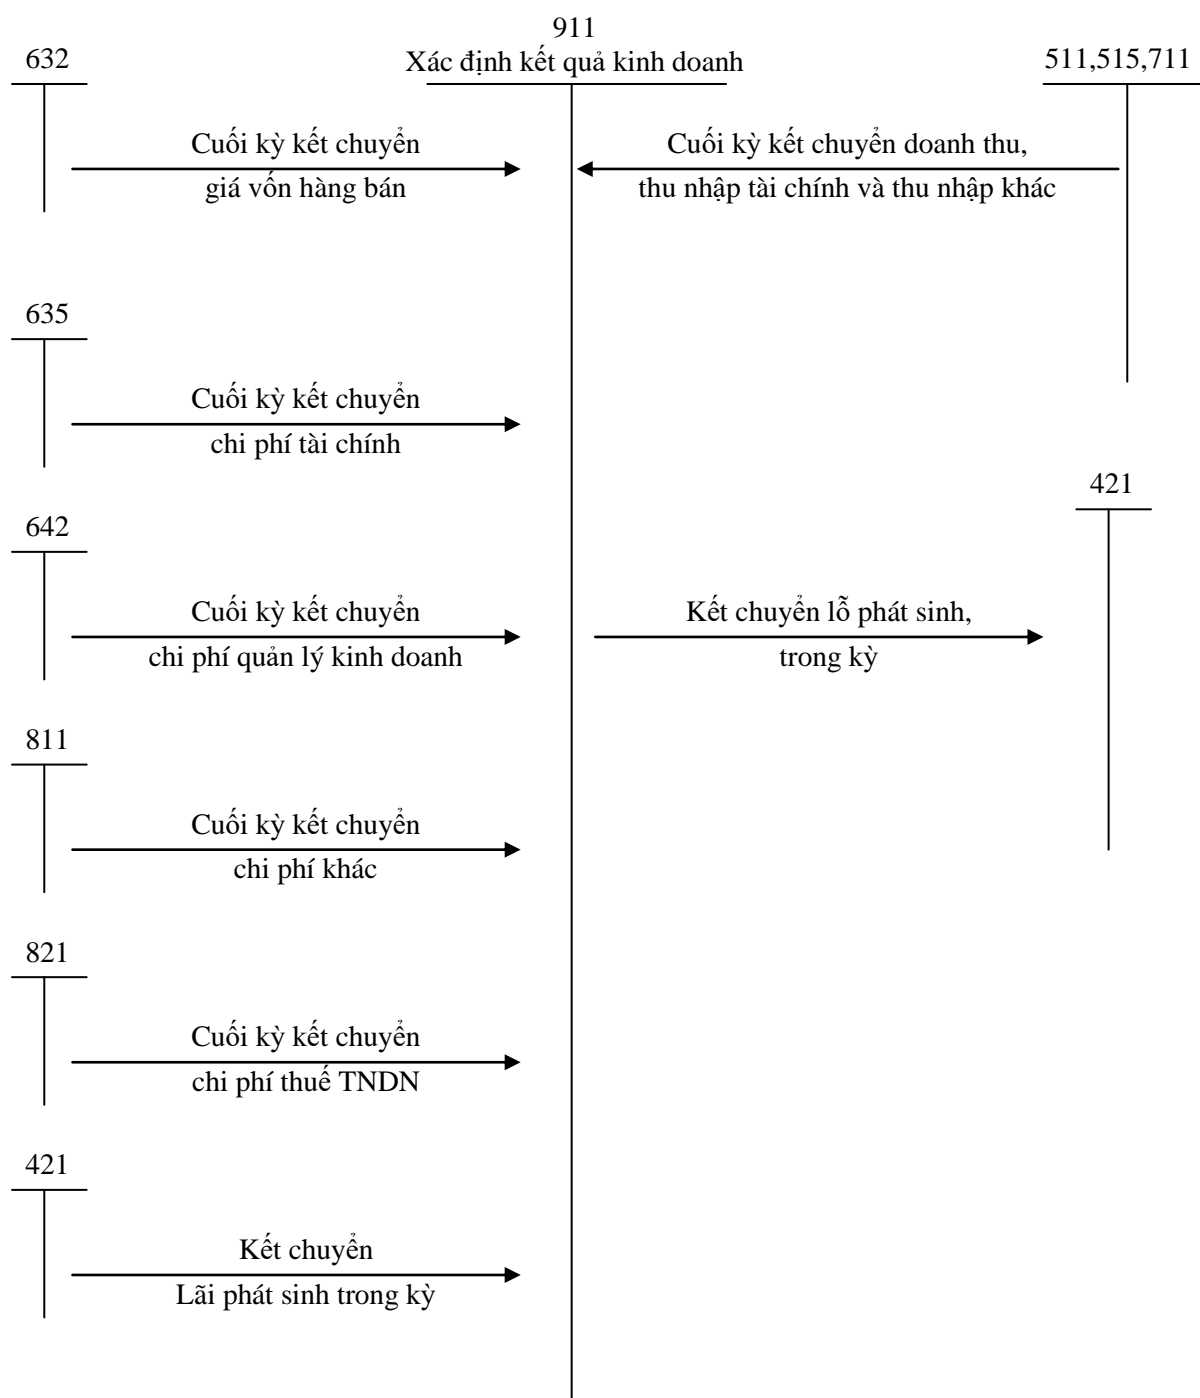 911
632
Xác định kết quả kinh doanh
511,515,711
Cuối kỳ kết chuyển
giá vốn hàng bán
Cuối kỳ kết chuyển doanh thu,
thu nhập tài chính và thu nhập khác
635
Cuối kỳ kết chuyển
chi phí tài chính
421
642
Cuối kỳ kết chuyển
chi phí quản lý kinh doanh
Kết chuyển lỗ phát sinh,
trong kỳ
811
Cuối kỳ kết chuyển
chi phí khác
821
Cuối kỳ kết chuyển
chi phí thuế TNDN
421
Kết chuyển
Lãi phát sinh trong kỳ